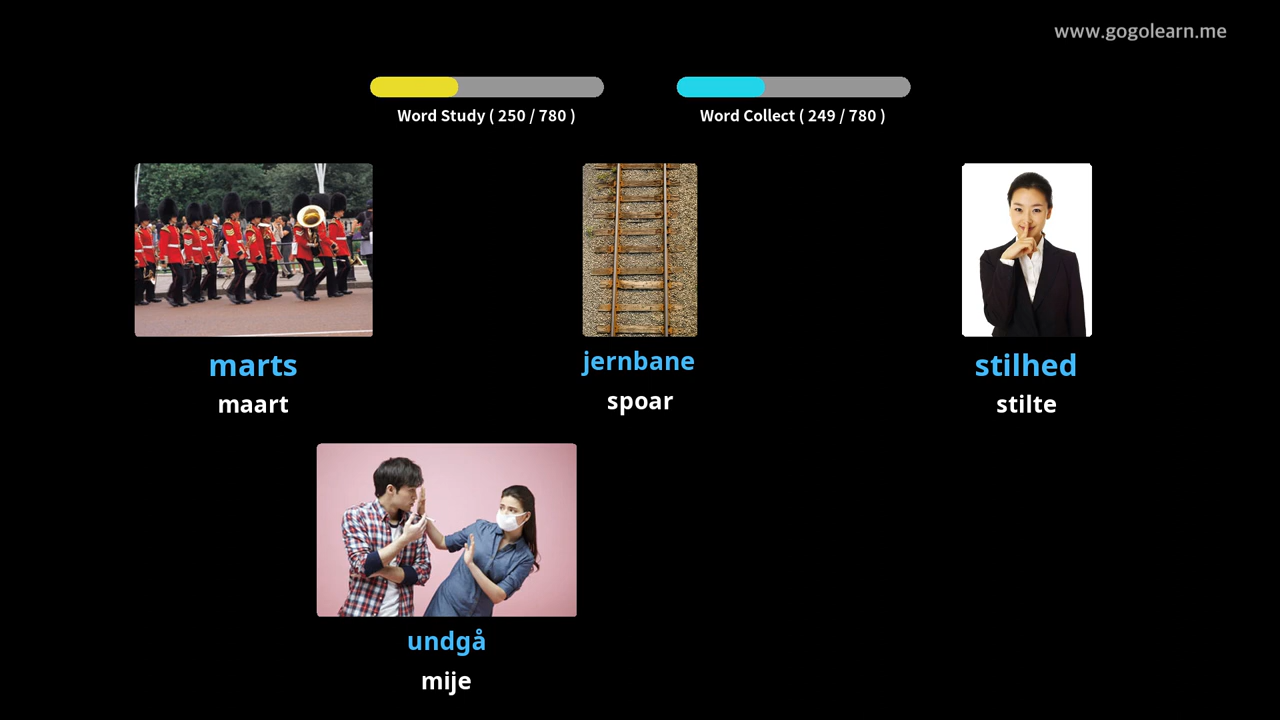 www.gogolearn.me
Word Study ( 250 / 780 )
Word Collect ( 249 / 780 )
marts
maart
jernbane
spoar
stilhed
stilte
undgå
mije